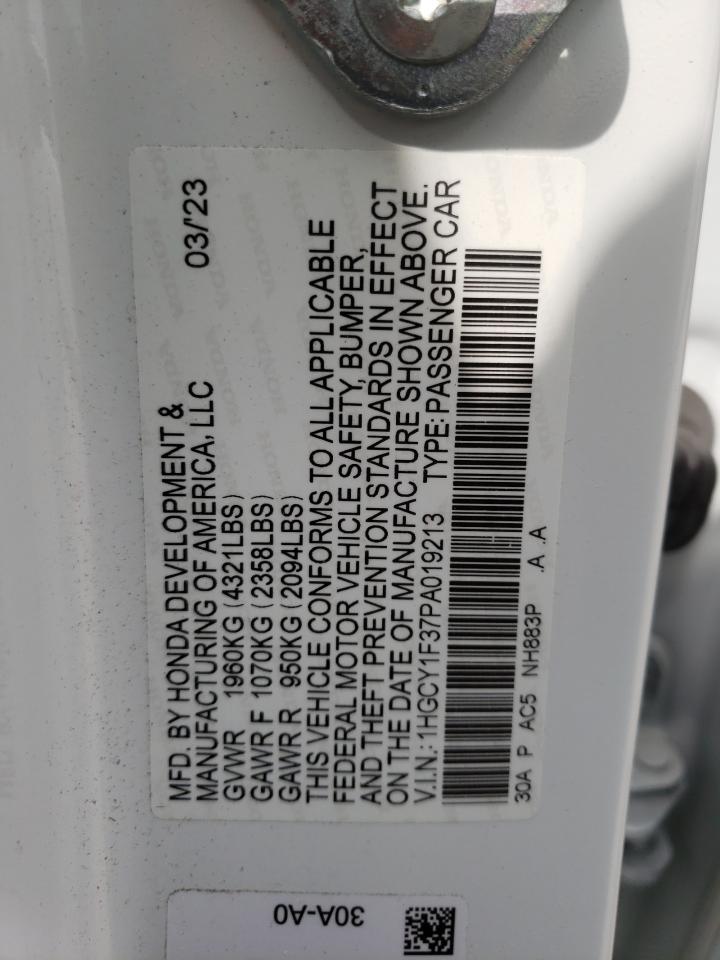 MFD. BY HONDA DEVELOPMENT & 03/'23
MANUFACTURING OF AMERICA, LLC
GVWR 1960KG (4321LBS)
GAWR F 1070KG (2358LBS)
GAWR R 950KG (2094LBS)
THIS VEHICLE CONFORMS TO ALL APPLICABLE
FEDERAL MOTOR VEHICLE SAFETY, BUMPER,
AND THEFT PREVENTION STANDARDS IN EFFECT
ON THE DATE OF MANUFACTURE SHOWN ABOVE.
V.I.N.: 1HGCY1F37PA019213 TYPE: PASSENGER CAR
30A P AC5 NH883P .A .A
30A-A0
HONDA